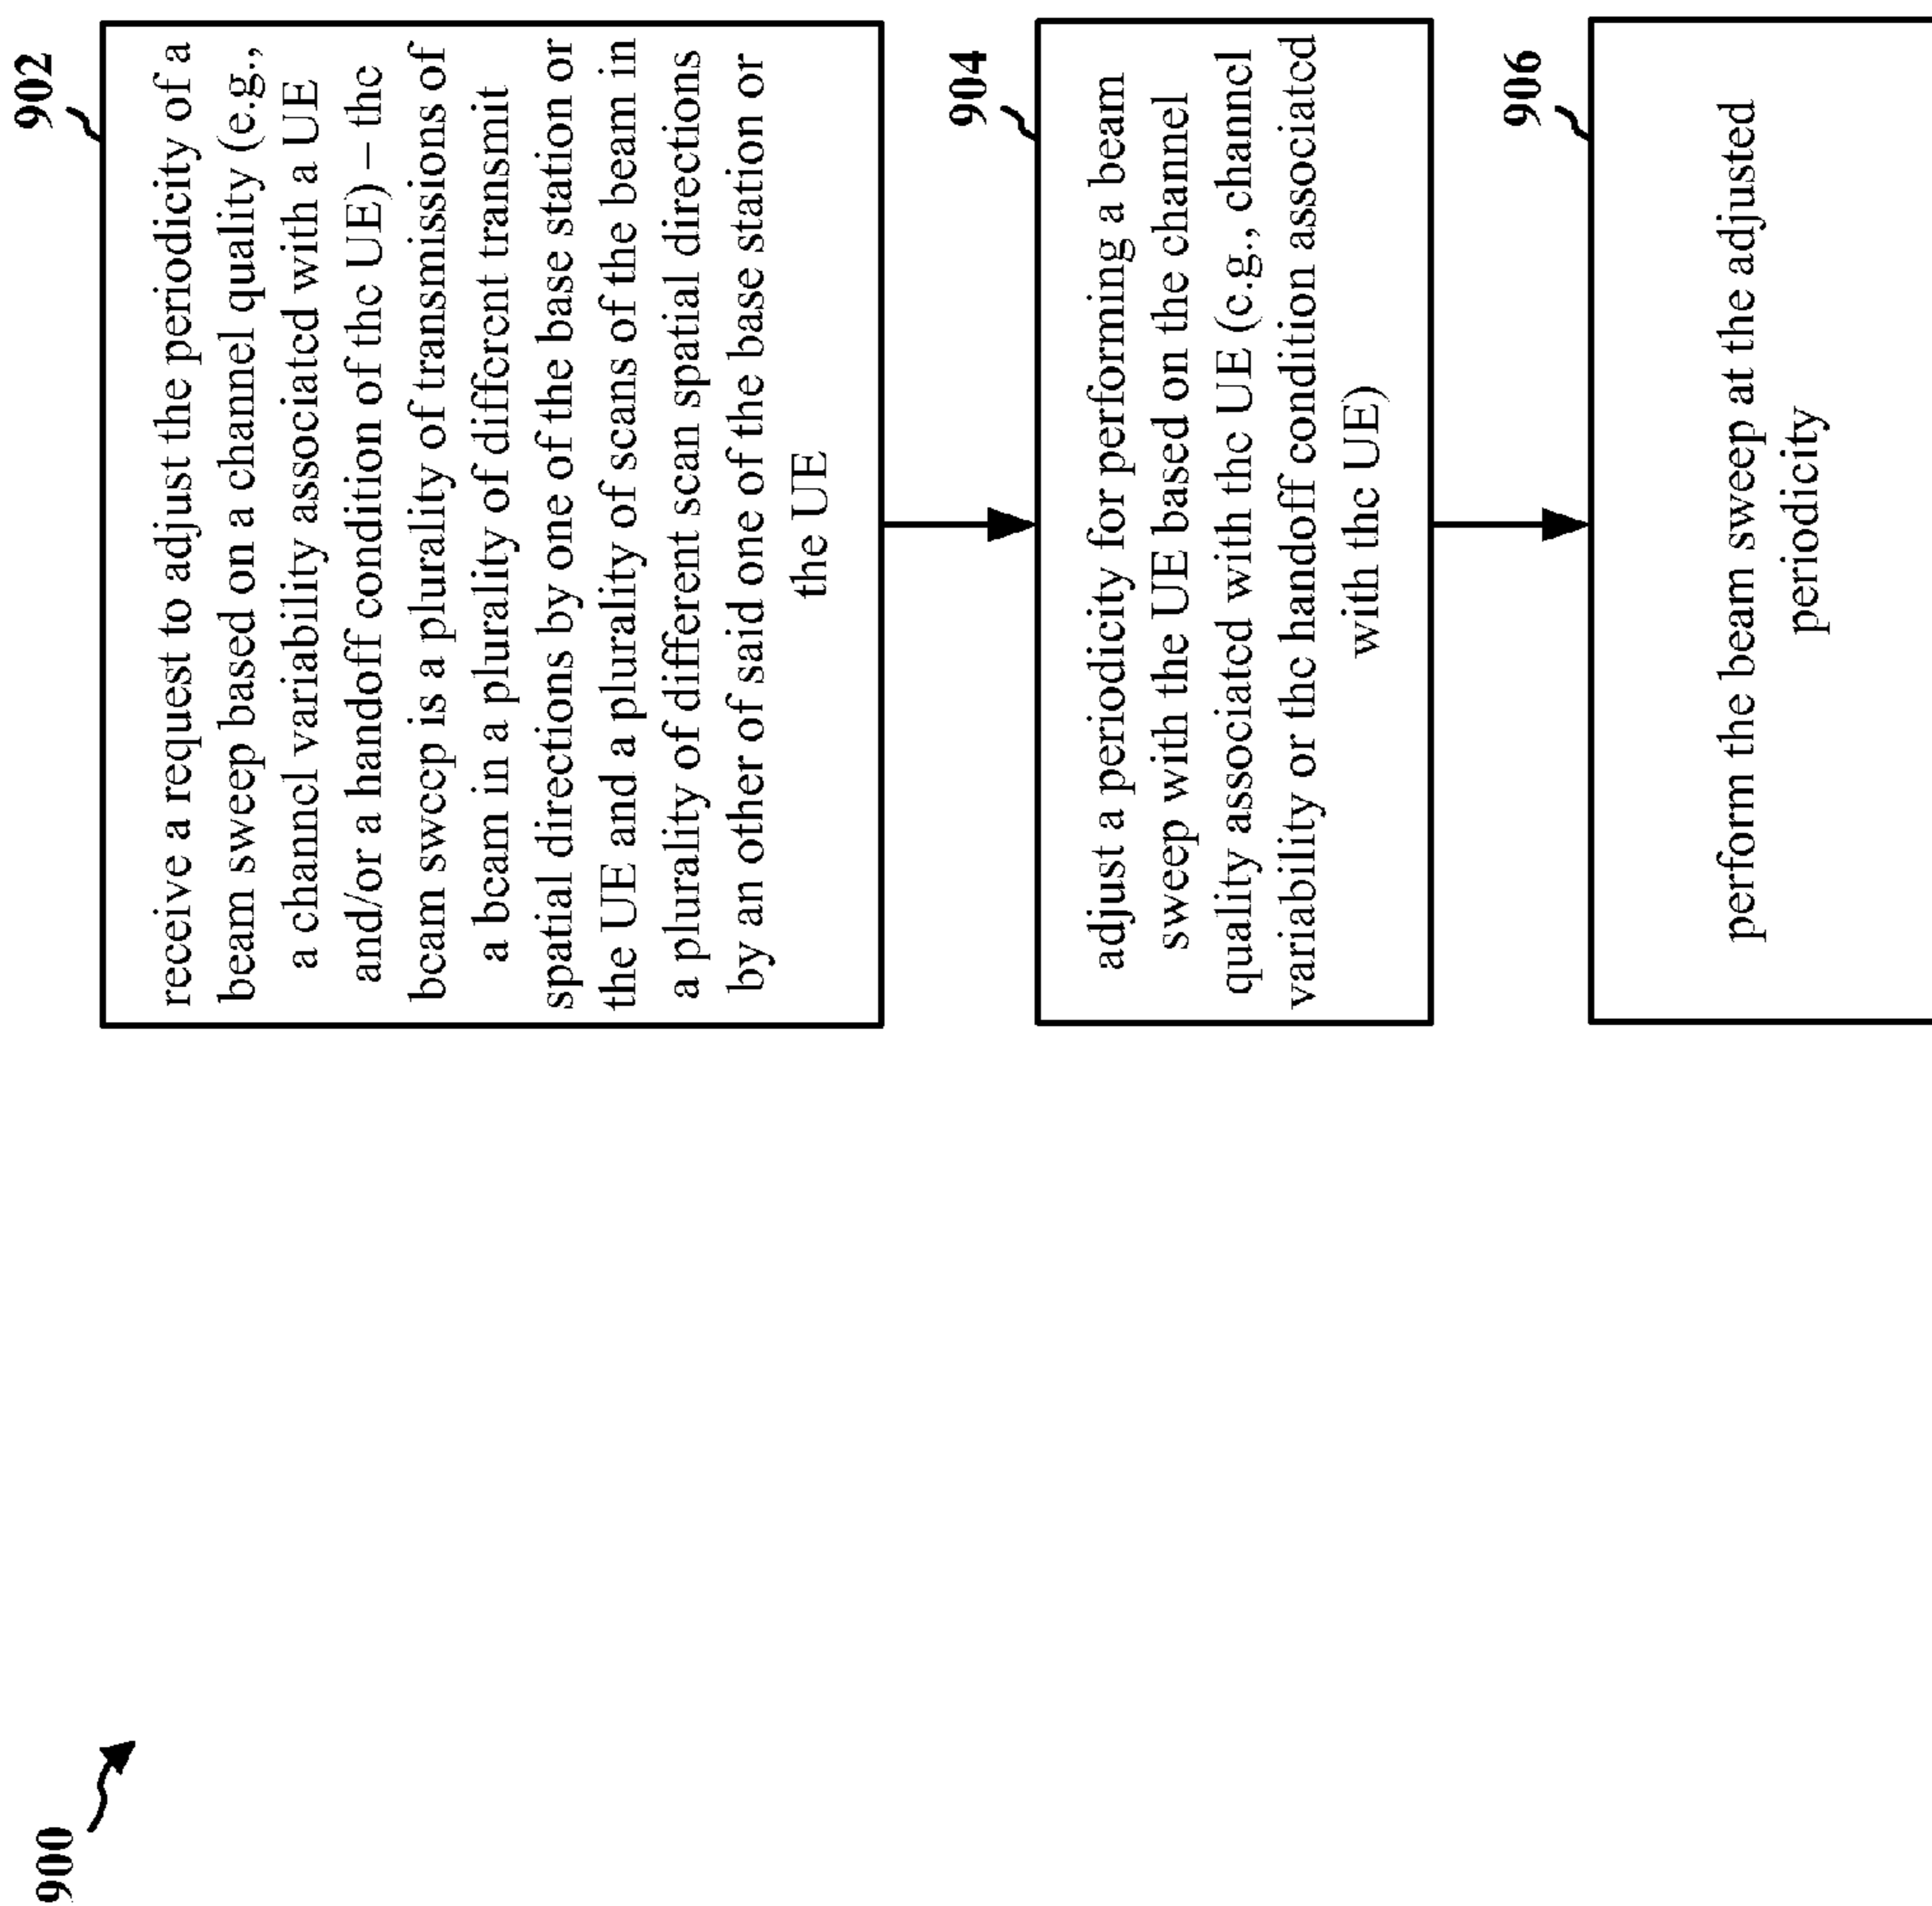 900
902
receive a request to adjust the periodicity of a
beam sweep based on a channel quality (e.g.,
a channel variability associated with a UE
and/or a handoff condition of the UE) – the
beam sweep is a plurality of transmissions of
a beam in a plurality of different transmit
spatial directions by one of the base station or
the UE and a plurality of scans of the beam in
a plurality of different scan spatial directions
by an other of said one of the base station or
the UE
904
adjust a periodicity for performing a beam
sweep with the UE based on the channel
quality associated with the UE (e.g., channel
variability or the handoff condition associated
with the UE)
906
perform the beam sweep at the adjusted
periodicity